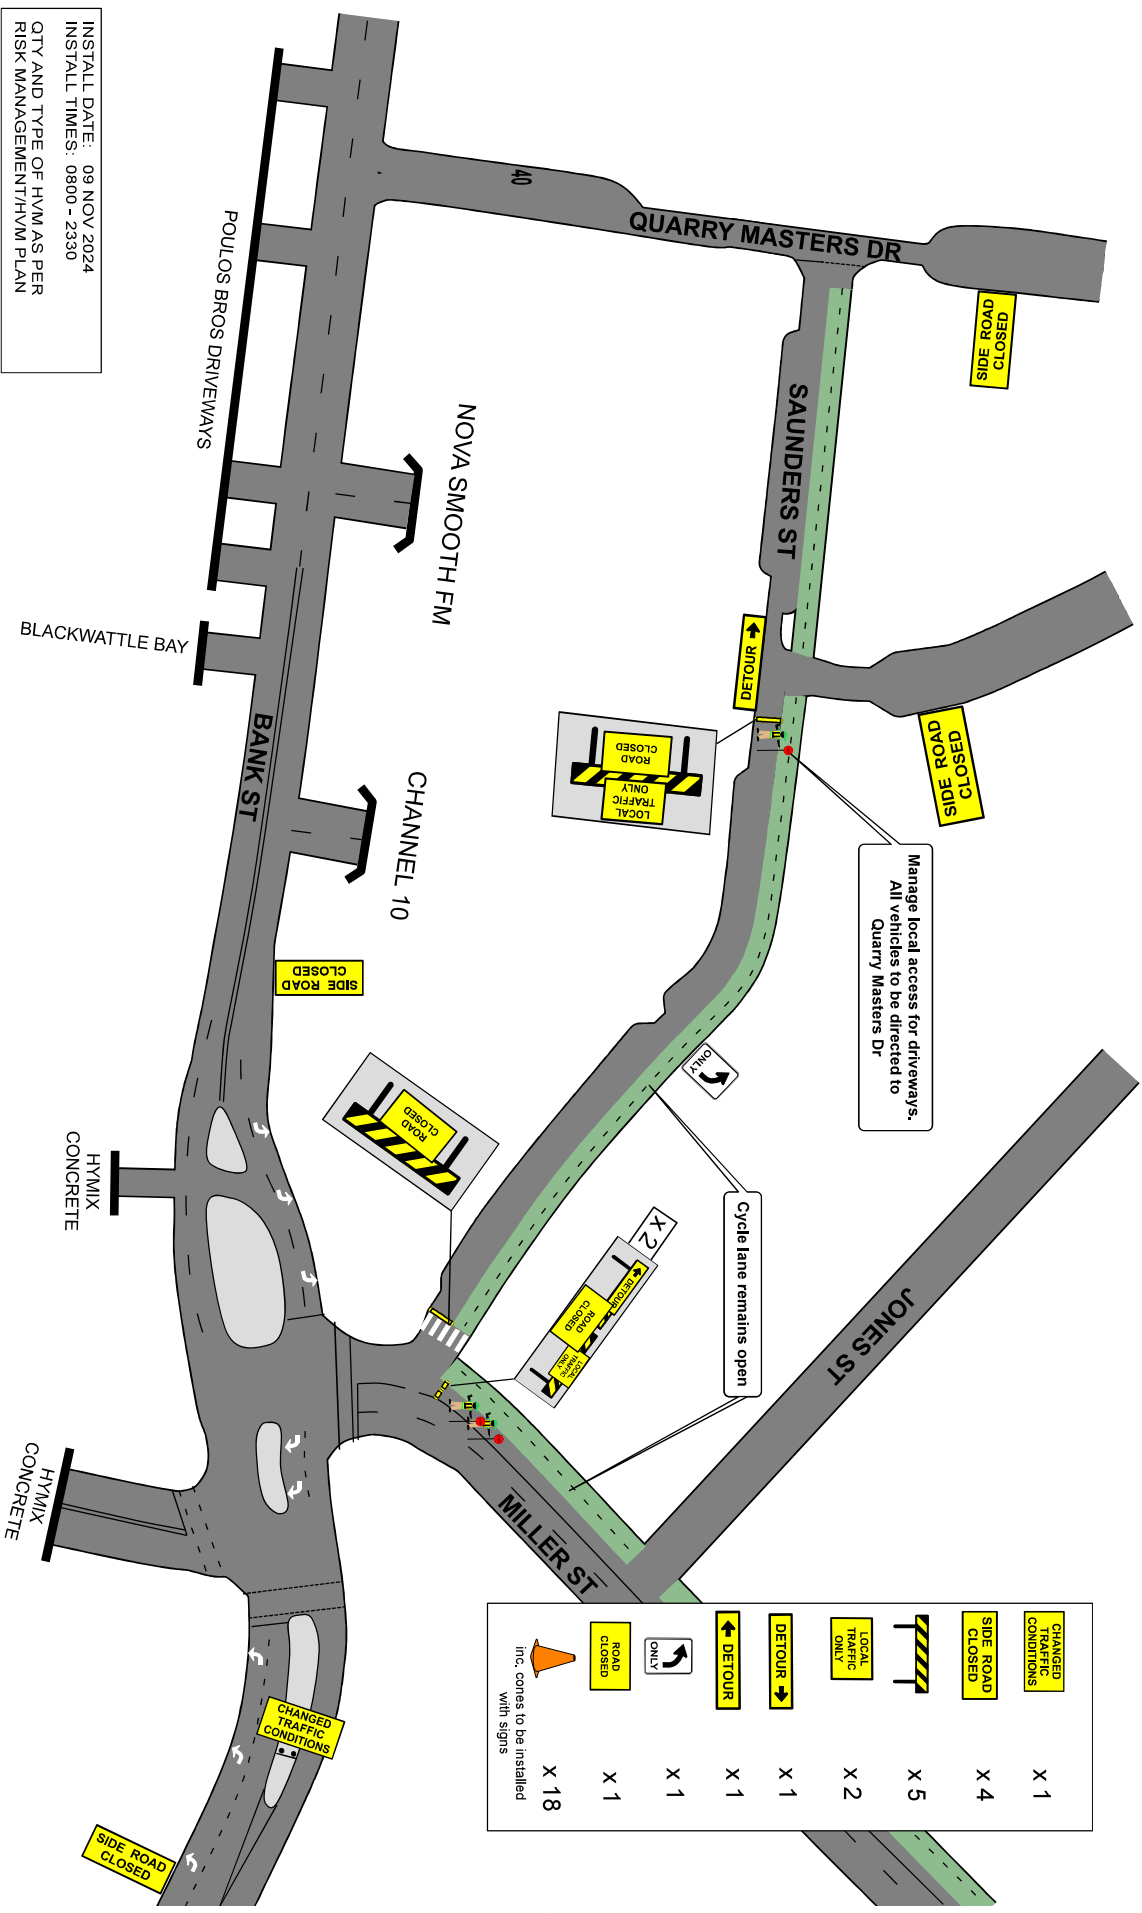 INSTALL DATE: 09 NOV 2024
INSTALL TIMES: 0800 - 2330
QTY AND TYPE OF HVM AS PER
RISK MANAGEMENT/HVM PLAN
POULOS BROS DRIVEWAYS
BLACKWATTLE BAY
NOVA SMOOTH FM
CHANNEL 10
BANK ST
40
QUARRY MASTERS DR
SAUNDERS ST
SIDE ROAD
CLOSED
SIDE ROAD
CLOSED
DETOUR
ROAD
CLOSED
LOCAL
TRAFFIC
ONLY
Manage local access for driveways.
All vehicles to be directed to
Quarry Masters Dr
SIDE ROAD
CLOSED
ONLY
ROAD
CLOSED
HYMIX
CONCRETE
Cycle lane remains open
X 2
DETOUR
ROAD
CLOSED
LOCAL
TRAFFIC
ONLY
JONES ST
MILLER ST
HYMIX
CONCRETE
CHANGED
TRAFFIC
CONDITIONS
SIDE ROAD
CLOSED
CHANGED
TRAFFIC
CONDITIONS
X 1
SIDE ROAD
CLOSED
X 4
X 5
LOCAL
TRAFFIC
ONLY
X 2
DETOUR
X 1
DETOUR
X 1
ONLY
X 1
ROAD
CLOSED
X 1
X 18
inc. cones to be installed
with signs